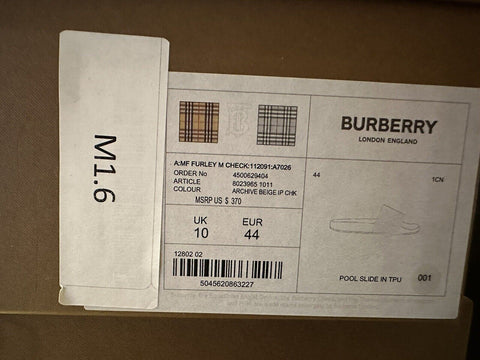 M1.6
BURBERRY
LONDON ENGLAND
A:MF FURLEY M CHECK:112091:A7026
ORDER No 4500629404
ARTICLE 8023965 1011
COLOUR ARCHIVE BEIGE IP CHK
MSRP US $ 370
44 1CN
UK EUR
10 44
12802 02
5045620863227
POOL SLIDE IN TPU 001